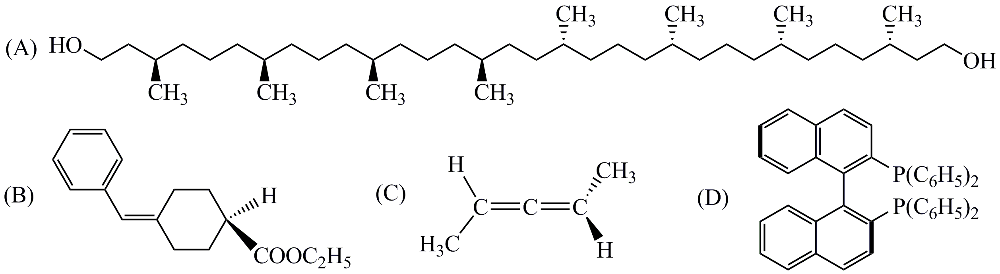 CH3 CH3 CH3 CH3
(A) HO OH
CH3 CH3 CH3 CH3
(B) H COOC2H5
(C) H H3C C C C CH3 H
(D) P(C6H5)2
P(C6H5)2